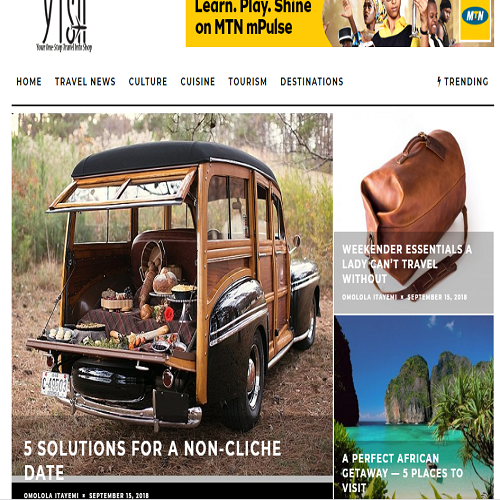 Your One Stop Travel Info Shop
Learn. Play. Shine
on MTN mPulse
MTN
HOME TRAVEL NEWS CULTURE CUISINE TOURISM DESTINATIONS TRENDING
WEEKENDER ESSENTIALS A
LADY CAN'T TRAVEL
WITHOUT
OMOLOLA ITAYEMI SEPTEMBER 15, 2018
5 SOLUTIONS FOR A NON-CLICHE
DATE
OMOLOLA ITAYEMI SEPTEMBER 15, 2018
A PERFECT AFRICAN
GETAWAY — 5 PLACES TO
VISIT